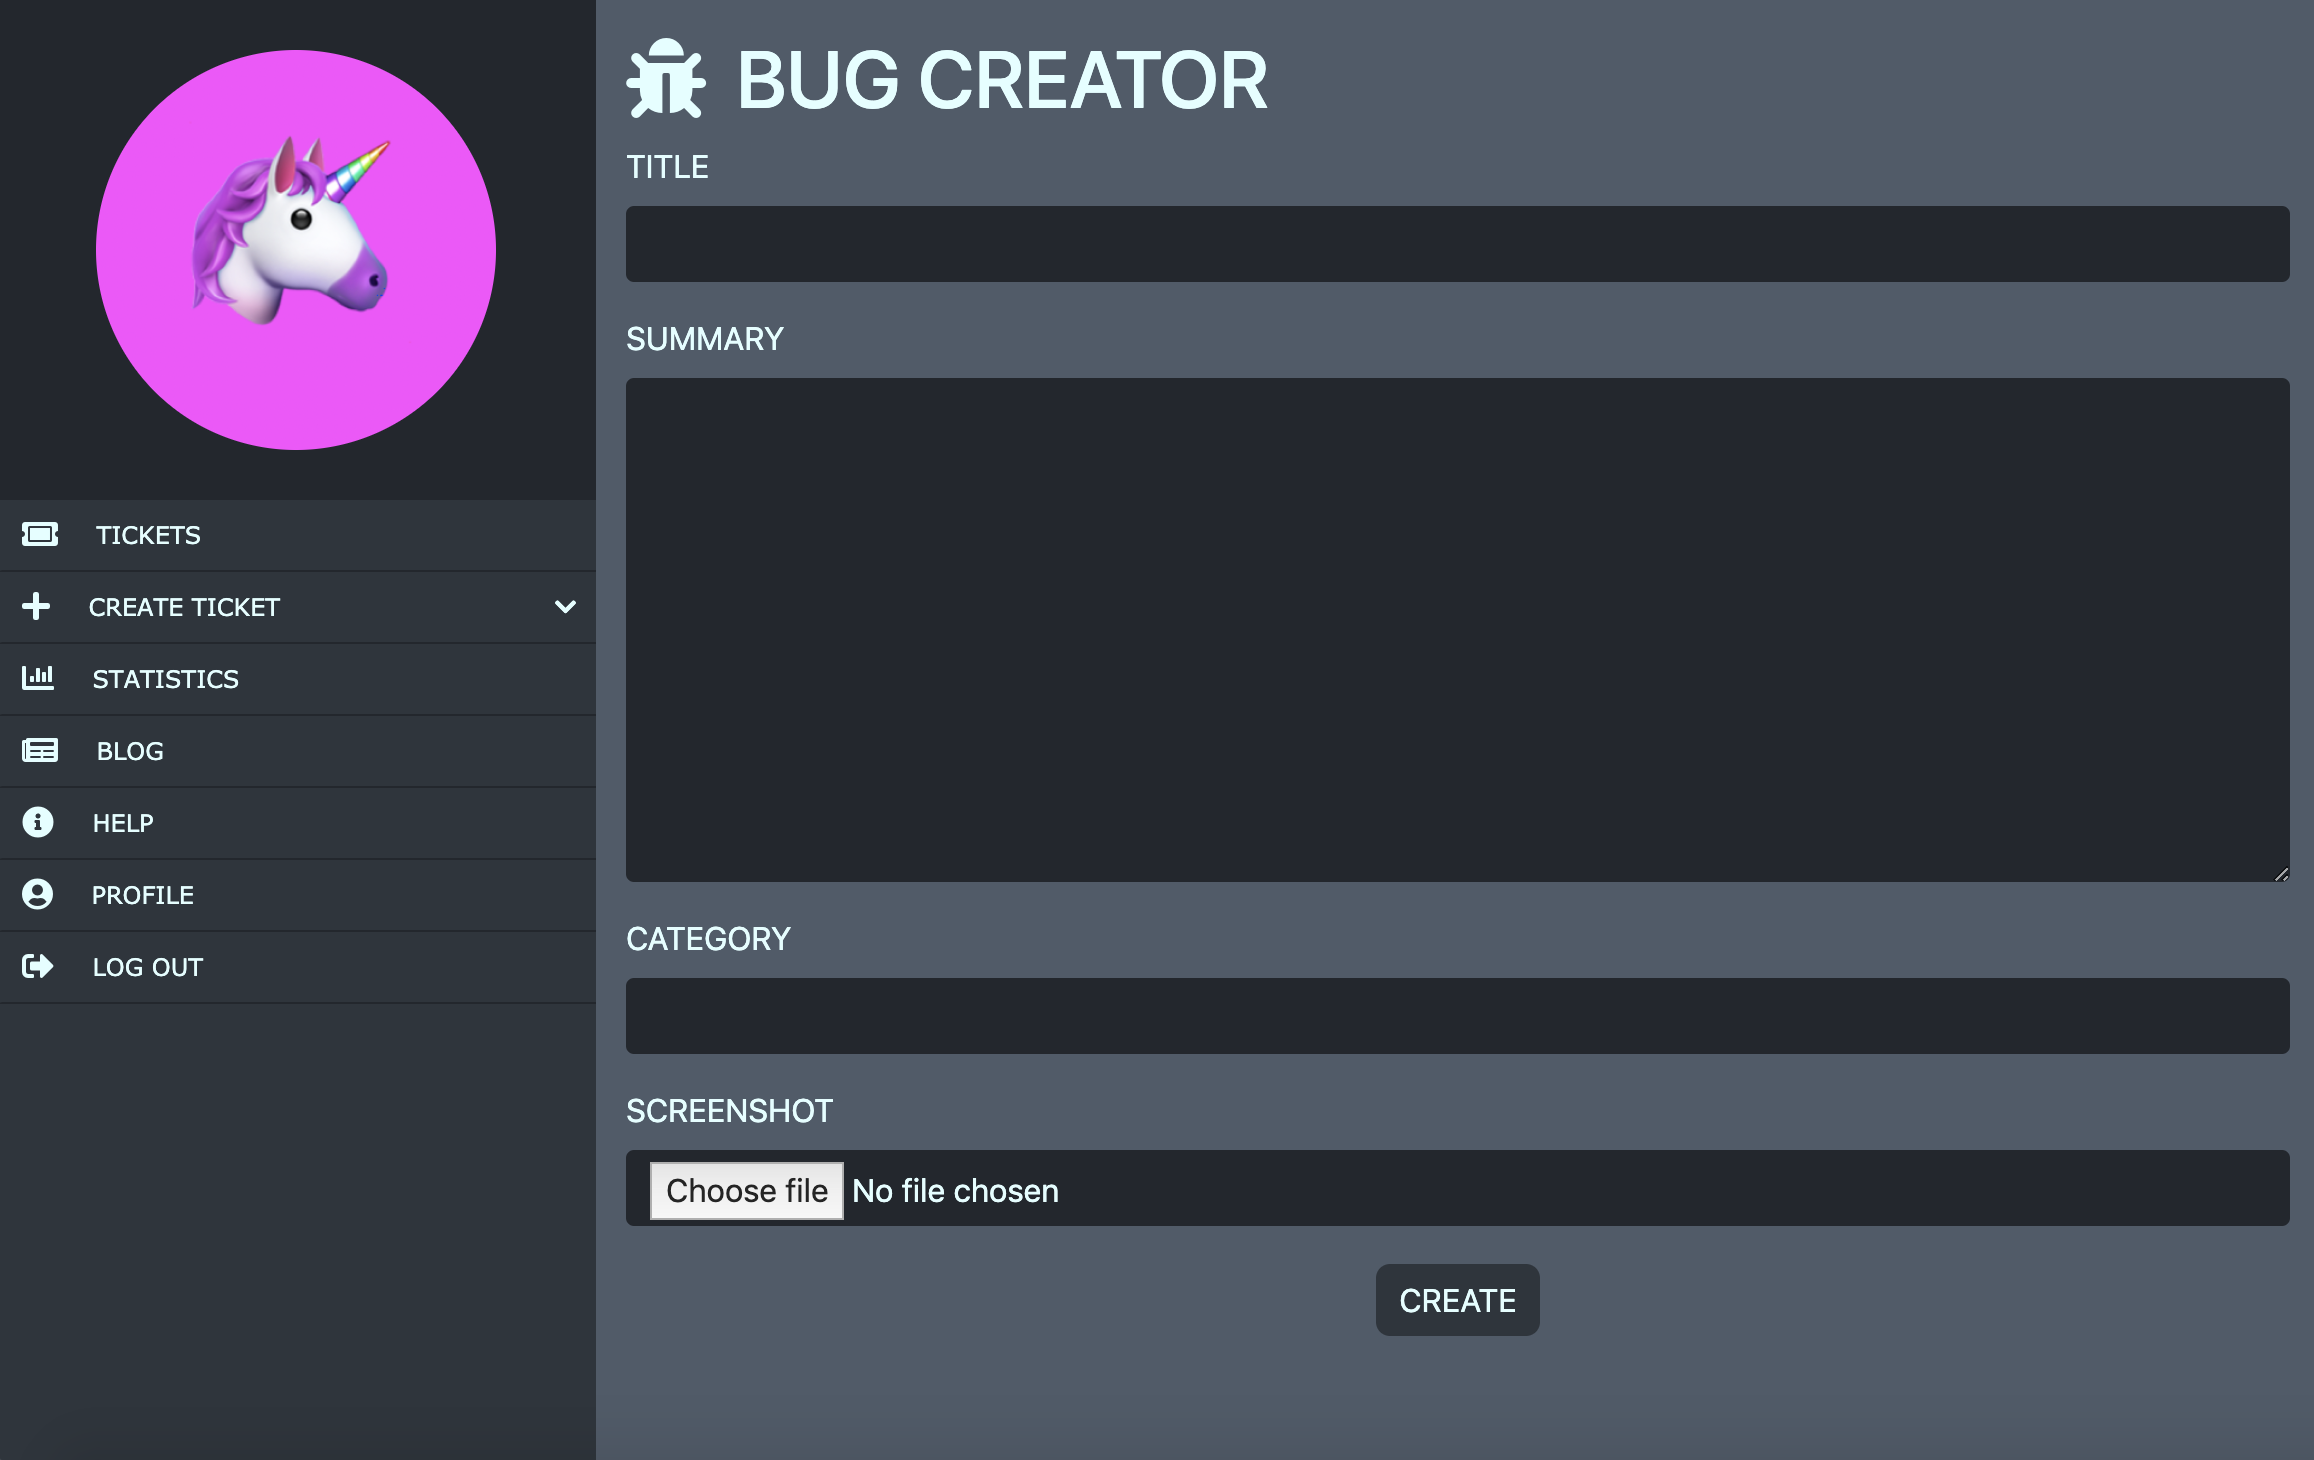 TICKETS
CREATE TICKET
STATISTICS
BLOG
HELP
PROFILE
LOG OUT
BUG CREATOR
TITLE
SUMMARY
CATEGORY
SCREENSHOT
Choose file No file chosen
CREATE